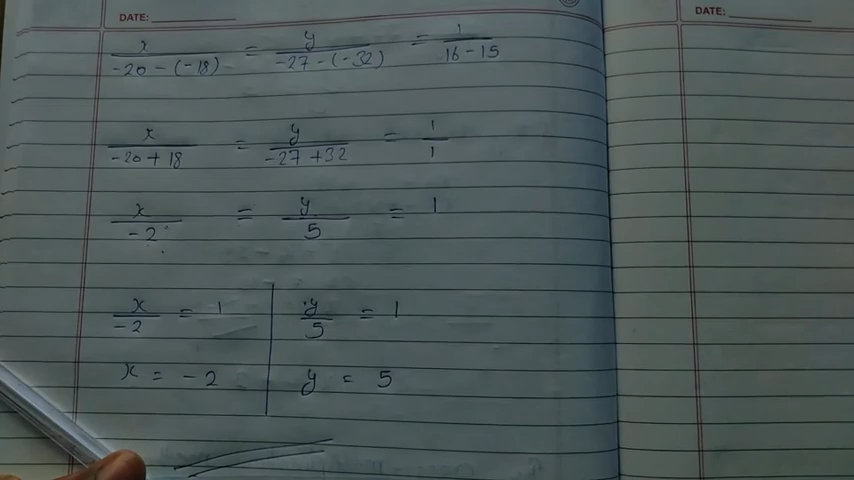 DATE:
DATE:
x/(-20-(-18)) = y/(-27-(-32)) = 1/(16-15)
x/(-20+18) = y/(-27+32) = 1/1
x/-2 = y/5 = 1
x/-2 = 1 | y/5 = 1
x = -2 | y = 5